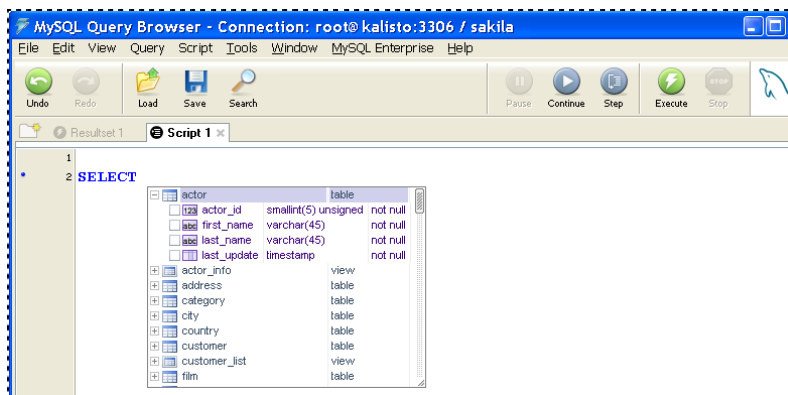 MySQL Query Browser - Connection: root@ kalisto:3306 / sakila
File Edit View Query Script Tools Window MySQL Enterprise Help
Undo Redo Load Save Search Pause Continue Step Execute Stop
Resultset 1 Script 1
1
2 SELECT
actor table
123 actor_id smallint(5) unsigned not null
abc first_name varchar(45) not null
abc last_name varchar(45) not null
last_update timestamp not null
actor_info view
address table
category table
city table
country table
customer table
customer_list view
film table